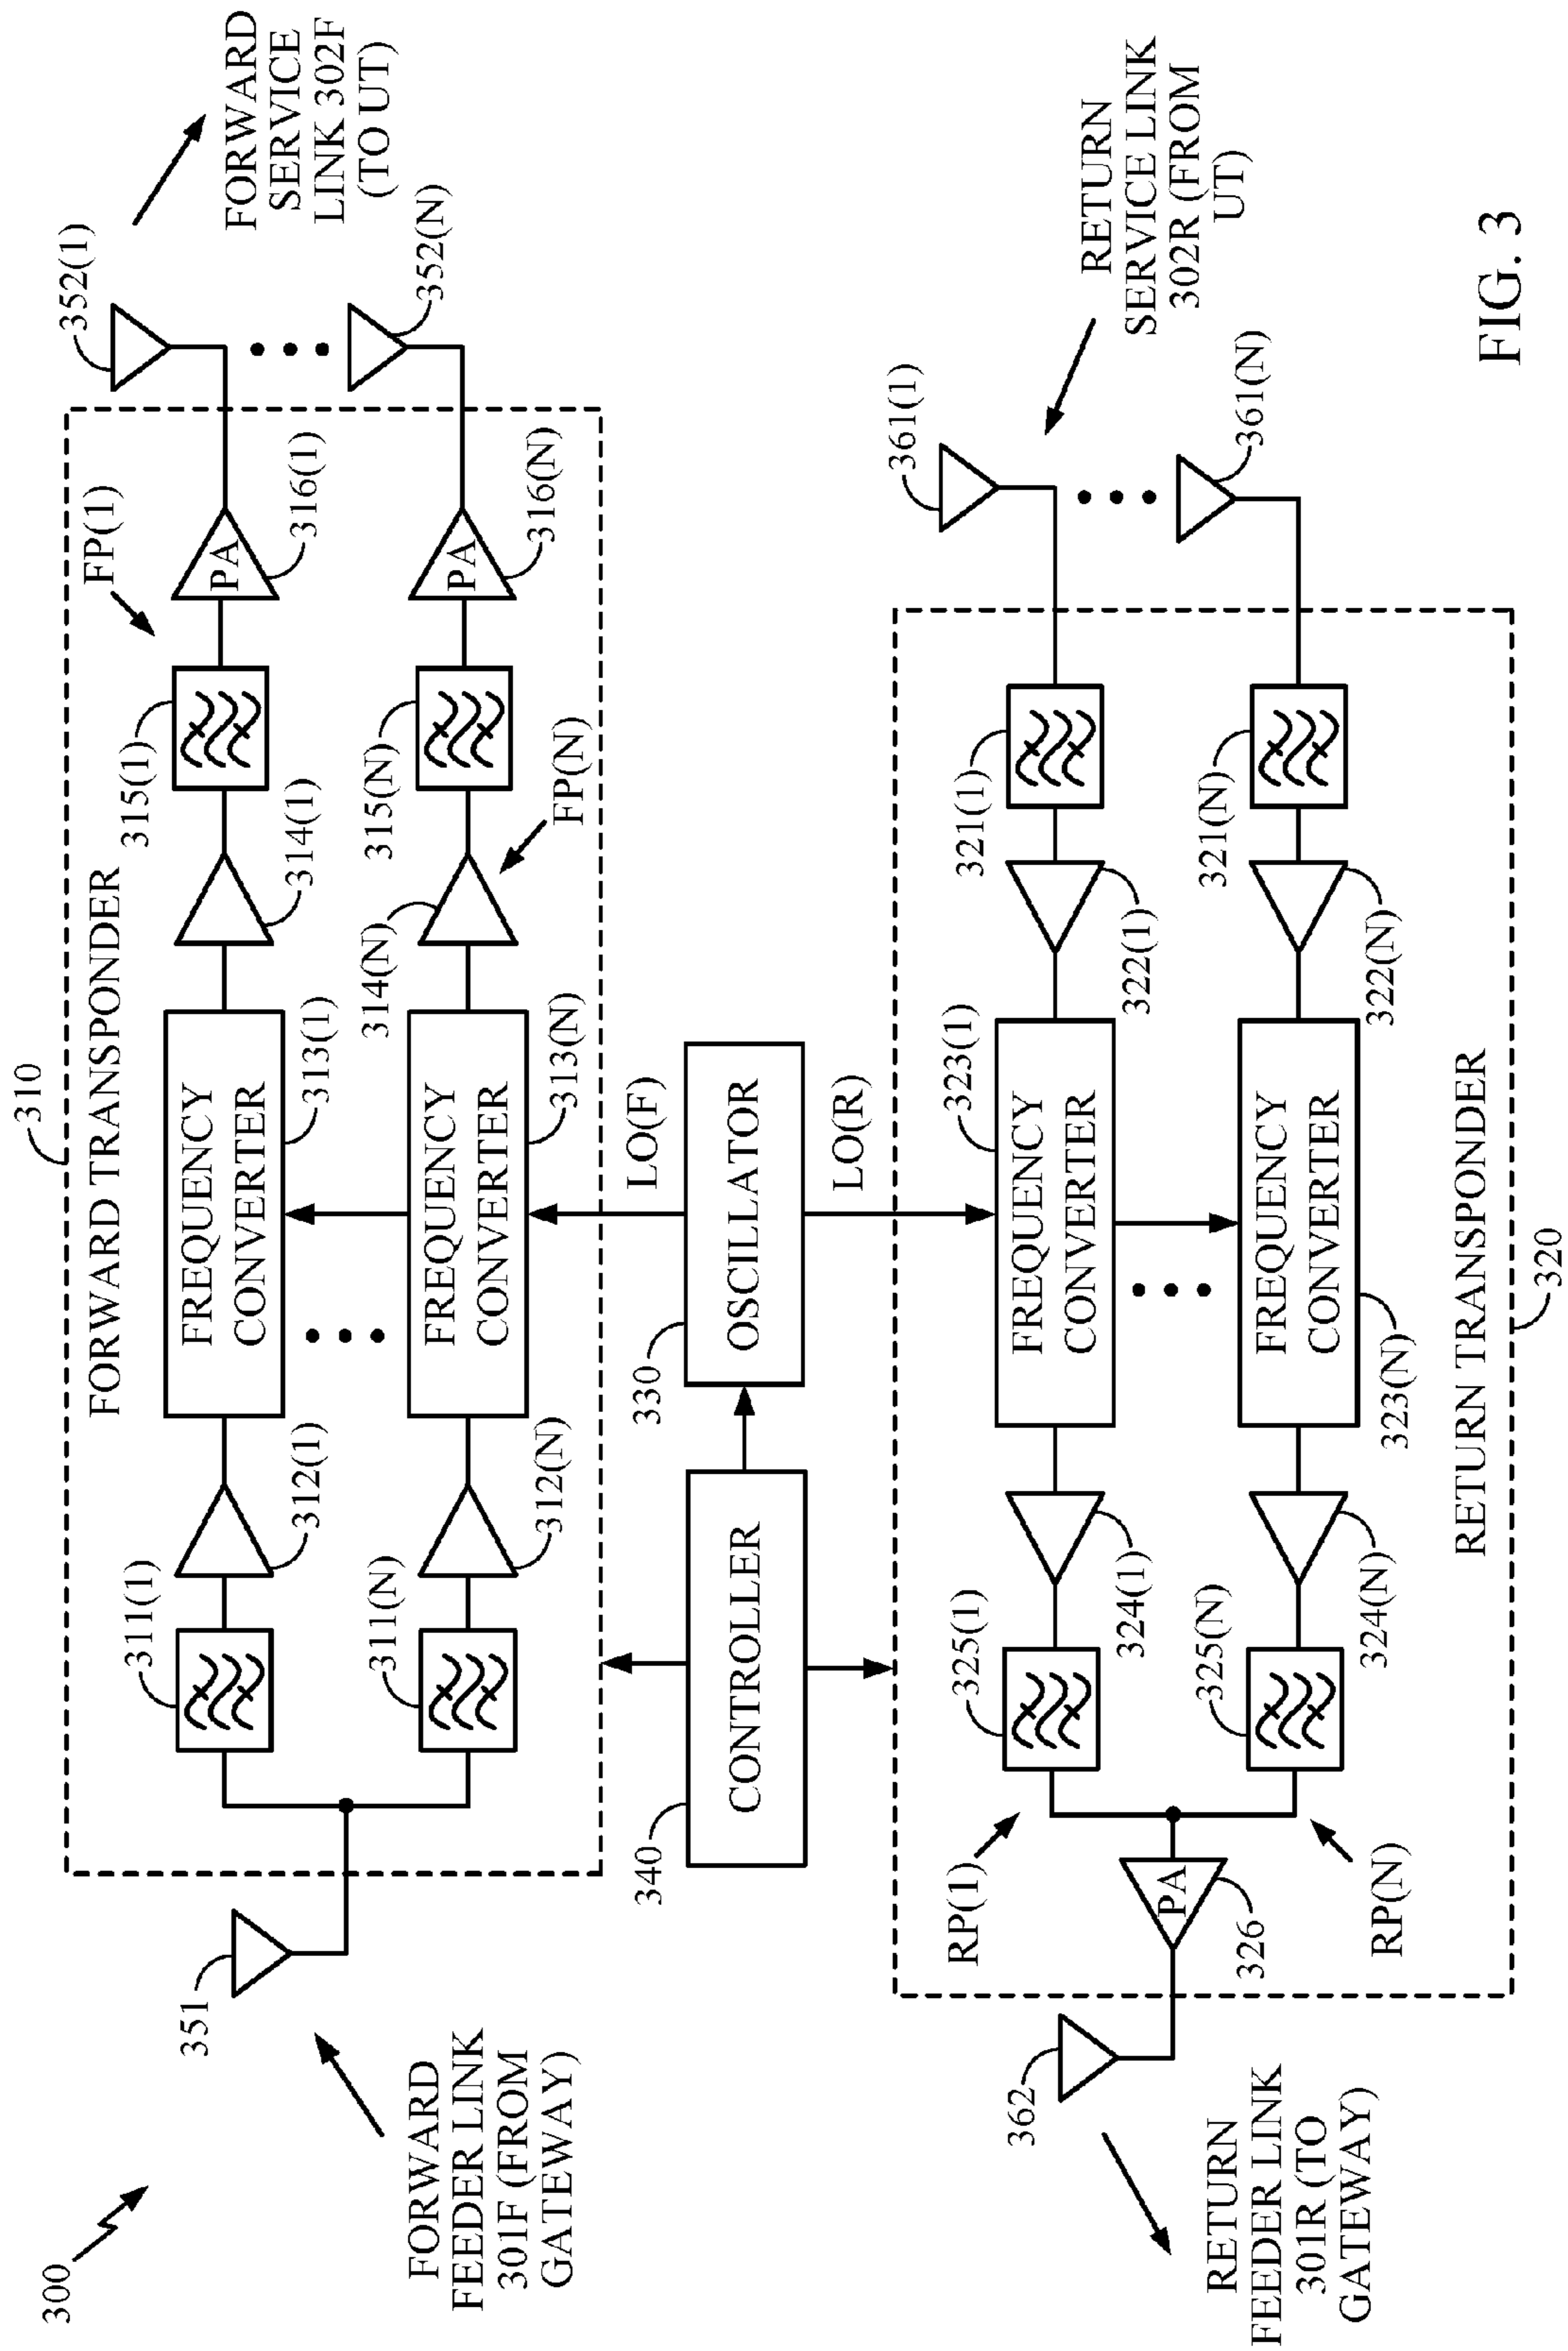 300
310
FORWARD TRANSPONDER
351
FORWARD
FEEDER LINK
301F (FROM
GATEWAY)
311(1)
312(1)
FREQUENCY
CONVERTER
313(1)
314(1)
315(1)
FP(1)
PA
316(1)
352(1)
FORWARD
SERVICE
LINK 302F
(TO UT)
311(N)
312(N)
FREQUENCY
CONVERTER
313(N)
314(N)
315(N)
FP(N)
PA
316(N)
352(N)
LO(F)
340
CONTROLLER
330
OSCILLATOR
LO(R)
362
RETURN
FEEDER LINK
301R (TO
GATEWAY)
RP(1)
PA
326
RP(N)
325(1)
324(1)
FREQUENCY
CONVERTER
323(1)
322(1)
321(1)
361(1)
RETURN
SERVICE LINK
302R (FROM
UT)
325(N)
324(N)
FREQUENCY
CONVERTER
323(N)
322(N)
321(N)
361(N)
RETURN TRANSPONDER
320
FIG. 3